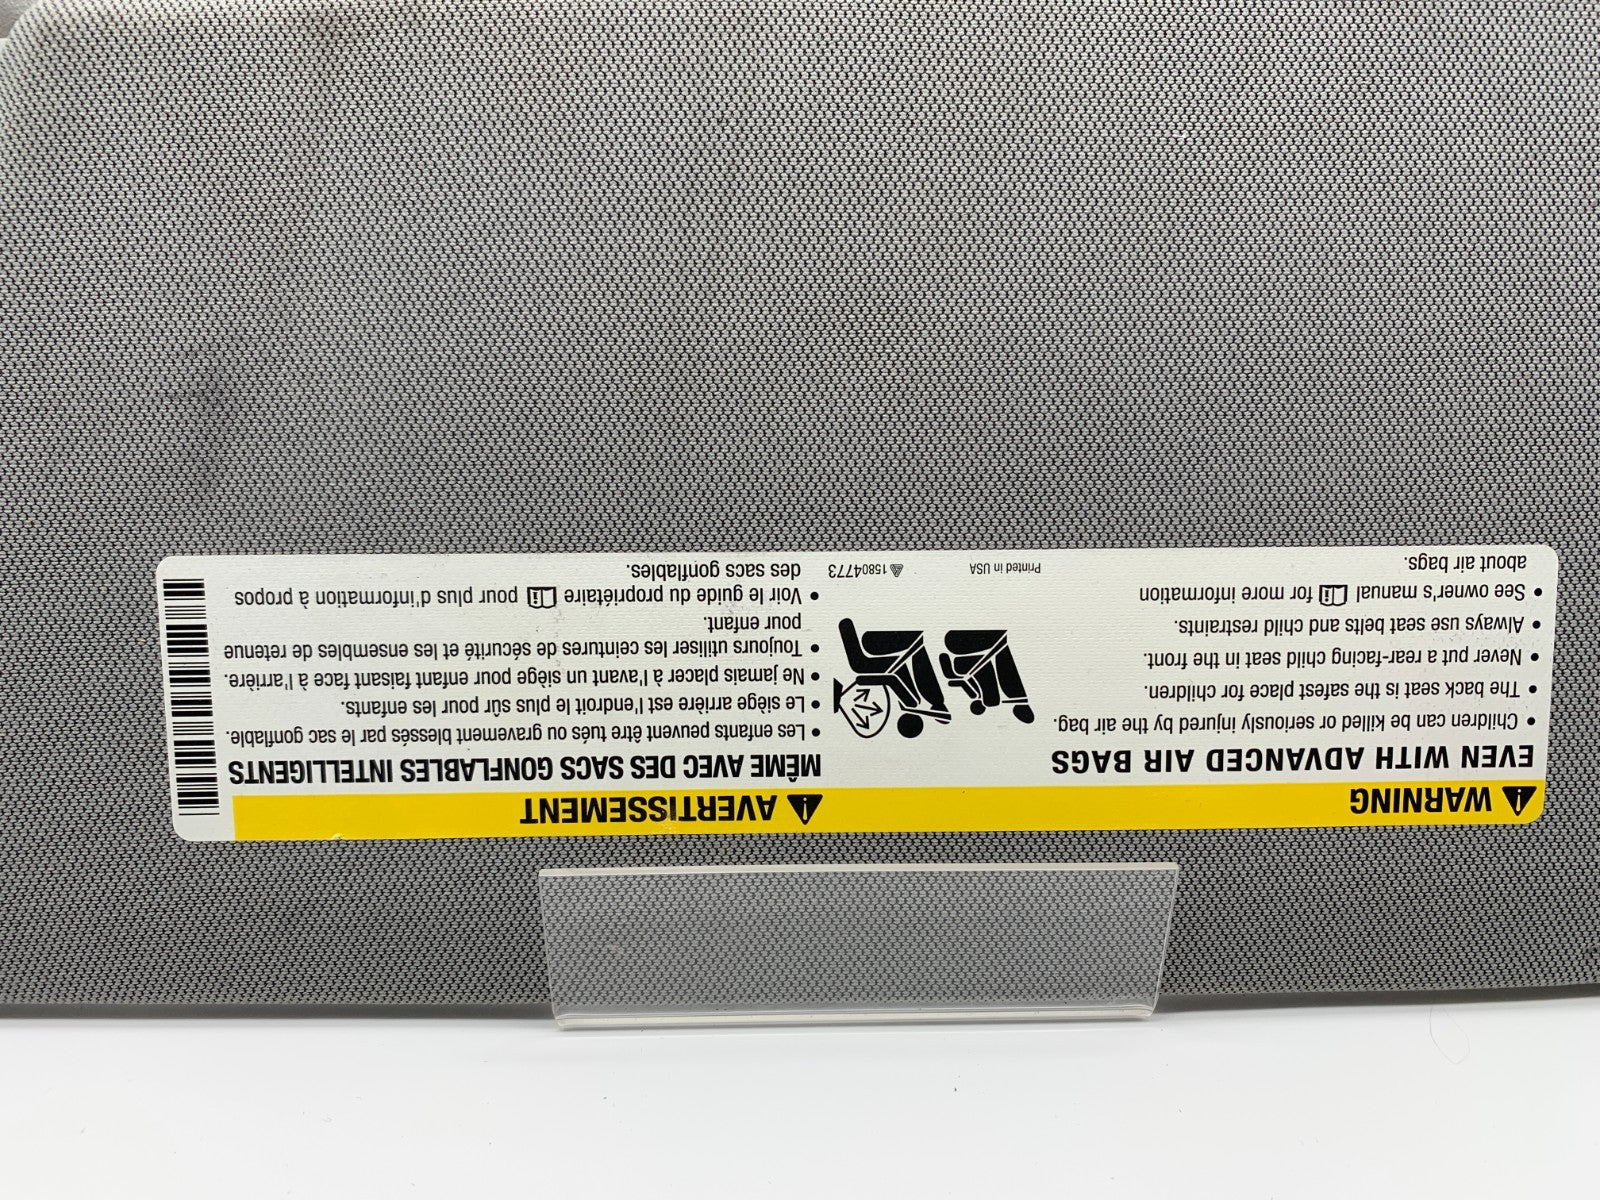 WARNING
EVEN WITH ADVANCED AIR BAGS
• Children can be killed or seriously injured by the air bag.
• The back seat is the safest place for children.
• Never put a rear-facing child seat in the front.
• Always use seat belts and child restraints.
• See owner's manual for more information
about air bags.
Printed in USA
15804773
AVERTISSEMENT
MÊME AVEC DES SACS GONFLABLES INTELLIGENTS
• Les enfants peuvent être tués ou gravement blessés par le sac gonflable.
• Le siège arrière est l'endroit le plus sûr pour les enfants.
• Ne jamais placer à l'avant un siège pour enfant faisant face à l'arrière.
• Toujours utiliser les ceintures de sécurité et les ensembles de retenue
pour enfant.
• Voir le guide du propriétaire pour plus d'information à propos
des sacs gonflables.